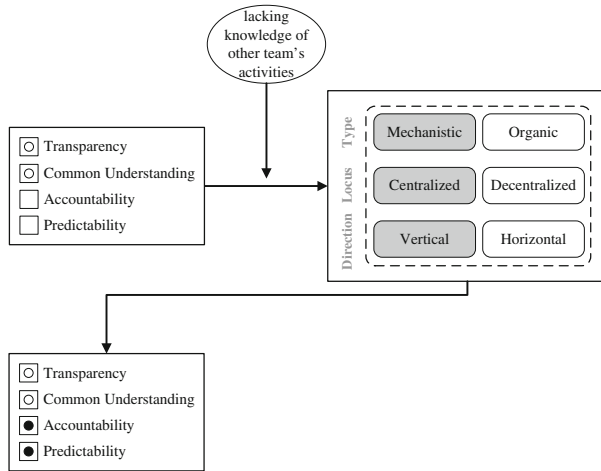 lacking
knowledge of
other team's
activities
Type
Mechanistic
Organic
Transparency
Common Understanding
Accountability
Predictability
Locus
Centralized
Decentralized
Direction
Vertical
Horizontal
Transparency
Common Understanding
Accountability
Predictability